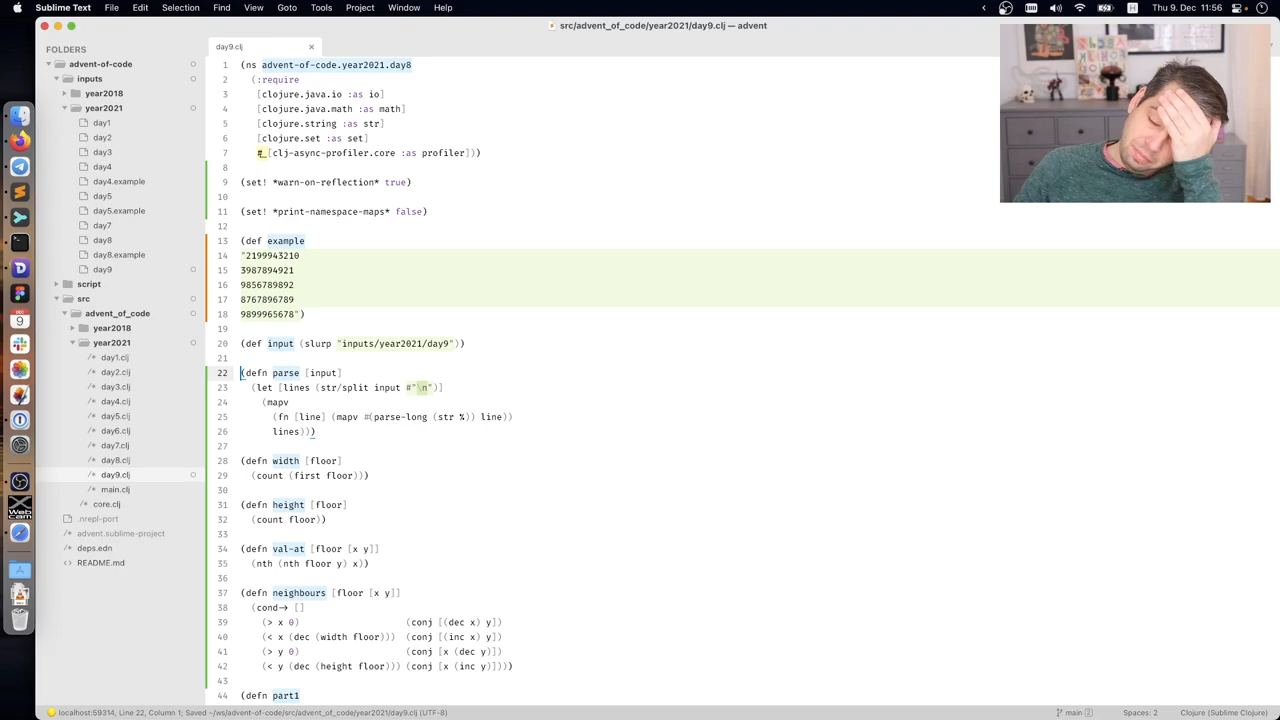 Sublime Text File Edit Selection Find View Goto Tools Project Window Help
Thu 9. Dec 11:56
src/advent_of_code/year2021/day9.clj — advent
FOLDERS
advent-of-code
inputs
year2018
year2021
day1
day2
day3
day4
day4.example
day5
day5.example
day7
day8
day8.example
day9
script
src
advent_of_code
year2018
year2021
day1.clj
day2.clj
day3.clj
day4.clj
day5.clj
day6.clj
day7.clj
day8.clj
day9.clj
main.clj
core.clj
.nrepl-port
advent.sublime-project
deps.edn
README.md
day9.clj
1 (ns advent-of-code.year2021.day8
2 (:require
3 [clojure.java.io :as io]
4 [clojure.java.math :as math]
5 [clojure.string :as str]
6 [clojure.set :as set]
7 #_[clj-async-profiler.core :as profiler]))
8
9 (set! *warn-on-reflection* true)
10
11 (set! *print-namespace-maps* false)
12
13 (def example
14 "2199943210
15 3987894921
16 9856789892
17 8767896789
18 9899965678")
19
20 (def input (slurp "inputs/year2021/day9"))
21
22 (defn parse [input]
23 (let [lines (str/split input #"\n")]
24 (mapv
25 (fn [line] (mapv #(parse-long (str %)) line))
26 lines)))
27
28 (defn width [floor]
29 (count (first floor)))
30
31 (defn height [floor]
32 (count floor))
33
34 (defn val-at [floor [x y]]
35 (nth (nth floor y) x))
36
37 (defn neighbours [floor [x y]]
38 (cond-> []
39 (> x 0) (conj [(dec x) y])
40 (< x (dec (width floor))) (conj [(inc x) y])
41 (> y 0) (conj [x (dec y)])
42 (< y (dec (height floor))) (conj [x (inc y)])))
43
44 (defn part1
localhost:59314, Line 22, Column 1; Saved ~/ws/advent-of-code/src/advent_of_code/year2021/day9.clj (UTF-8)
main 2
Spaces: 2
Clojure (Sublime Clojure)